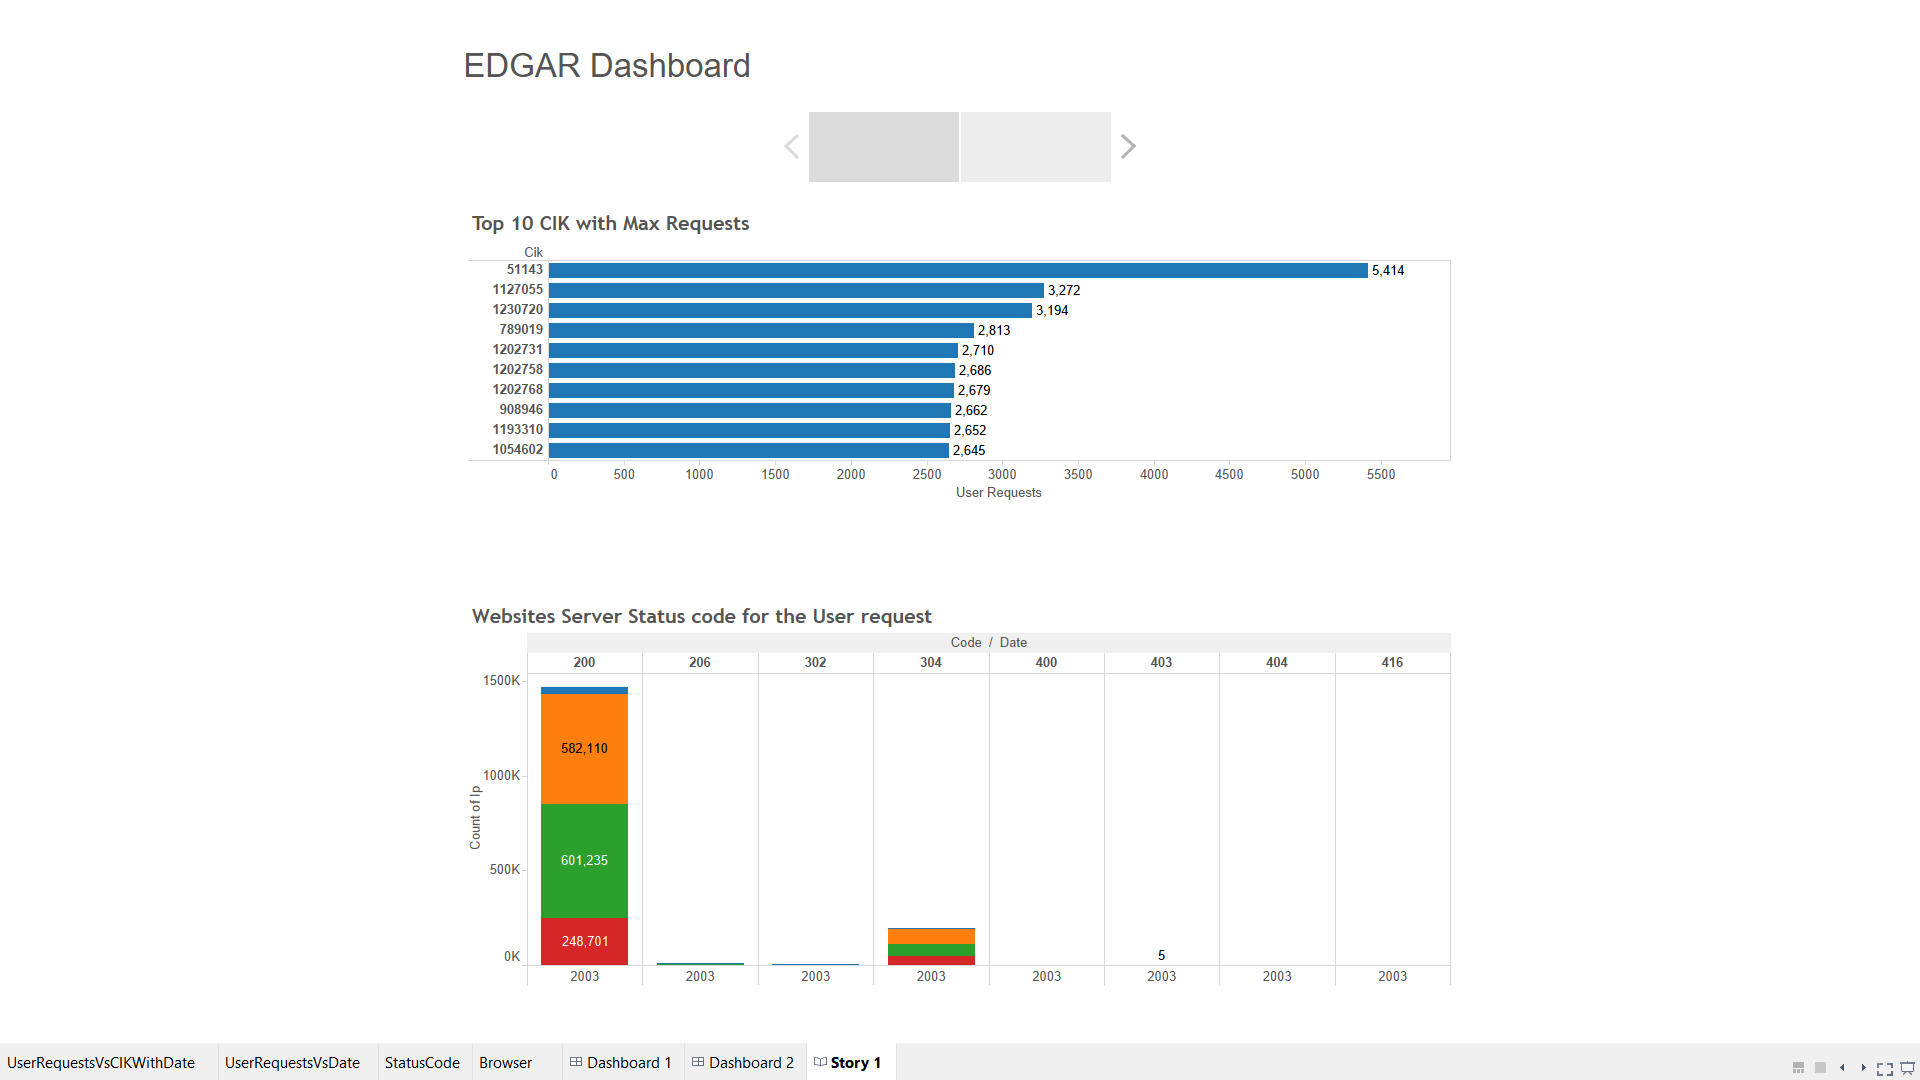 EDGAR Dashboard
Top 10 CIK with Max Requests
Cik
51143 5,414
1127055 3,272
1230720 3,194
789019 2,813
1202731 2,710
1202758 2,686
1202768 2,679
908946 2,662
1193310 2,652
1054602 2,645
0 500 1000 1500 2000 2500 3000 3500 4000 4500 5000 5500
User Requests
Websites Server Status code for the User request
Code / Date
200 206 302 304 400 403 404 416
1500K
582,110
1000K
Count of Ip
601,235
500K
248,701
5
0K
2003 2003 2003 2003 2003 2003 2003 2003
UserRequestsVsCIKWithDate UserRequestsVsDate StatusCode Browser Dashboard 1 Dashboard 2 Story 1